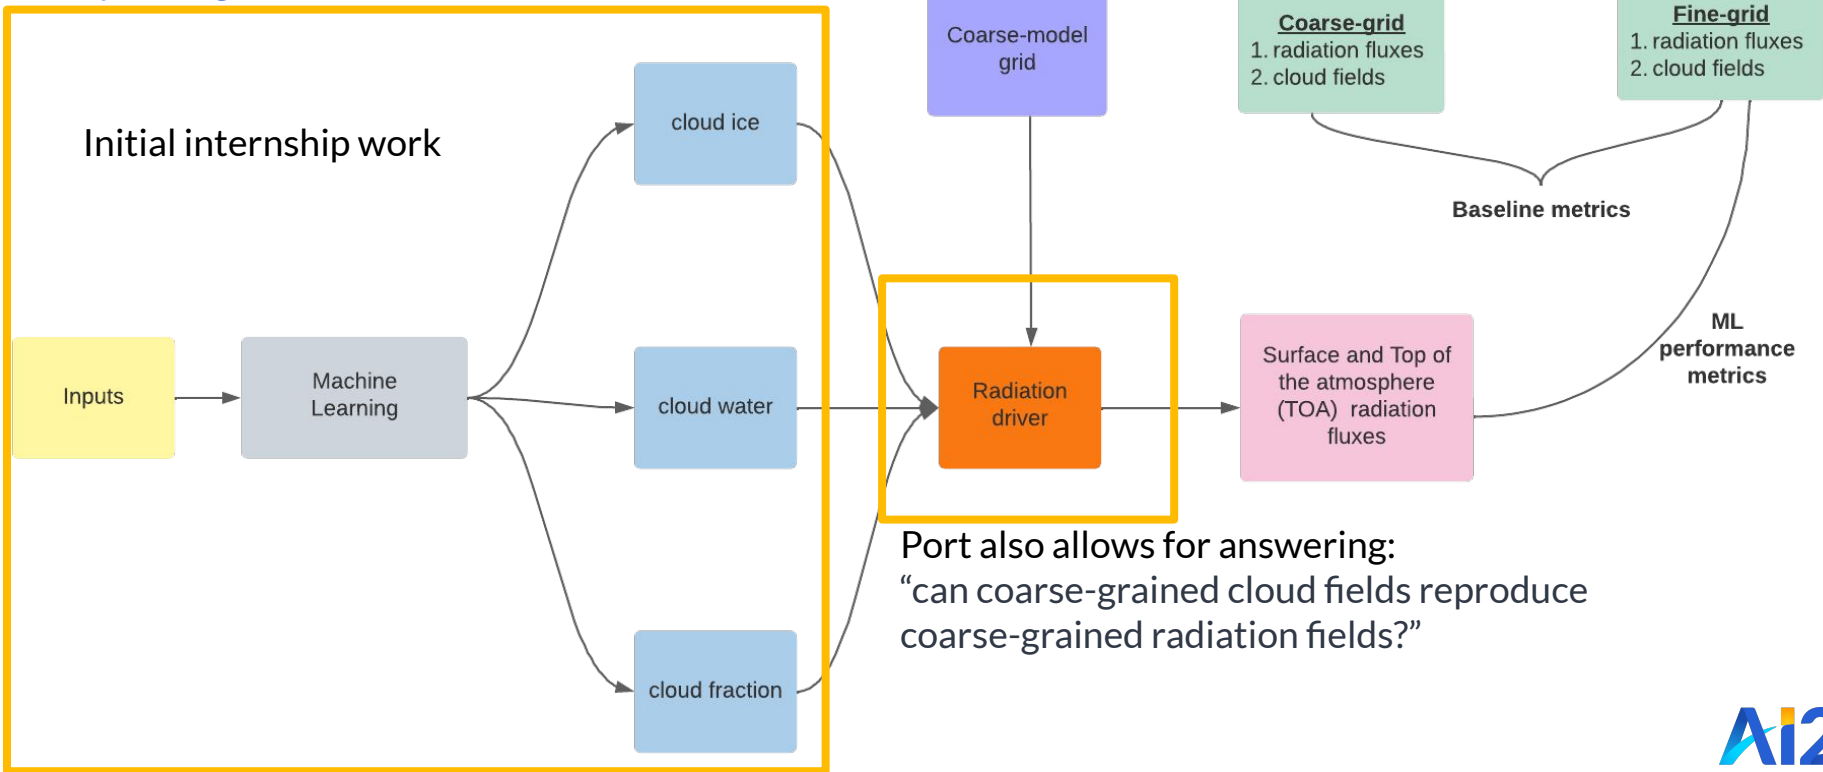 Initial internship work
Inputs
Machine
Learning
cloud ice
cloud water
cloud fraction
Coarse-model
grid
Radiation
driver
Port also allows for answering:
“can coarse-grained cloud fields reproduce
coarse-grained radiation fields?”
Surface and Top of
the atmosphere
(TOA) radiation
fluxes
Coarse-grid
1. radiation fluxes
2. cloud fields
Fine-grid
1. radiation fluxes
2. cloud fields
Baseline metrics
ML
performance
metrics
Ai2